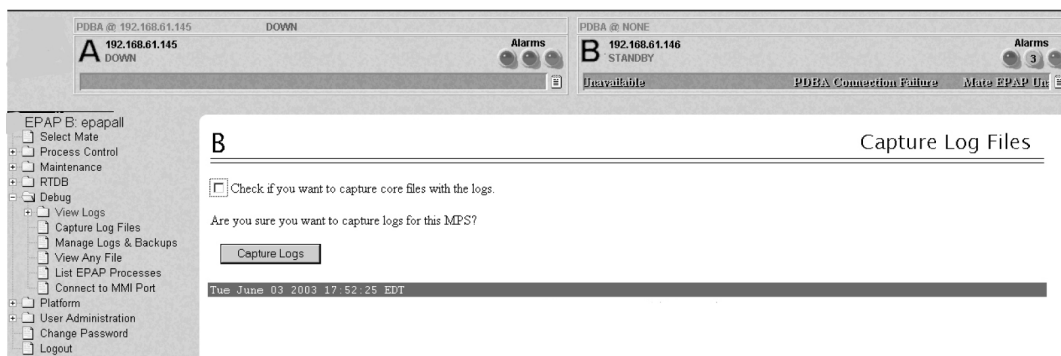 PDBA @ 192.168.61.145 DOWN
A 192.168.61.145
DOWN
Alarms
PDBA @ NONE
B 192.168.61.146
STANDBY
Alarms
3
Unavailable PDBA Connection Failure Mate EPAP
EPAP B: epapall
Select Mate
Process Control
Maintenance
RTDB
Debug
View Logs
Capture Log Files
Manage Logs & Backups
View Any File
List EPAP Processes
Connect to MMI Port
Platform
User Administration
Change Password
Logout
B Capture Log Files
Check if you want to capture core files with the logs.
Are you sure you want to capture logs for this MPS?
Capture Logs
Tue June 03 2003 17:52:25 EDT